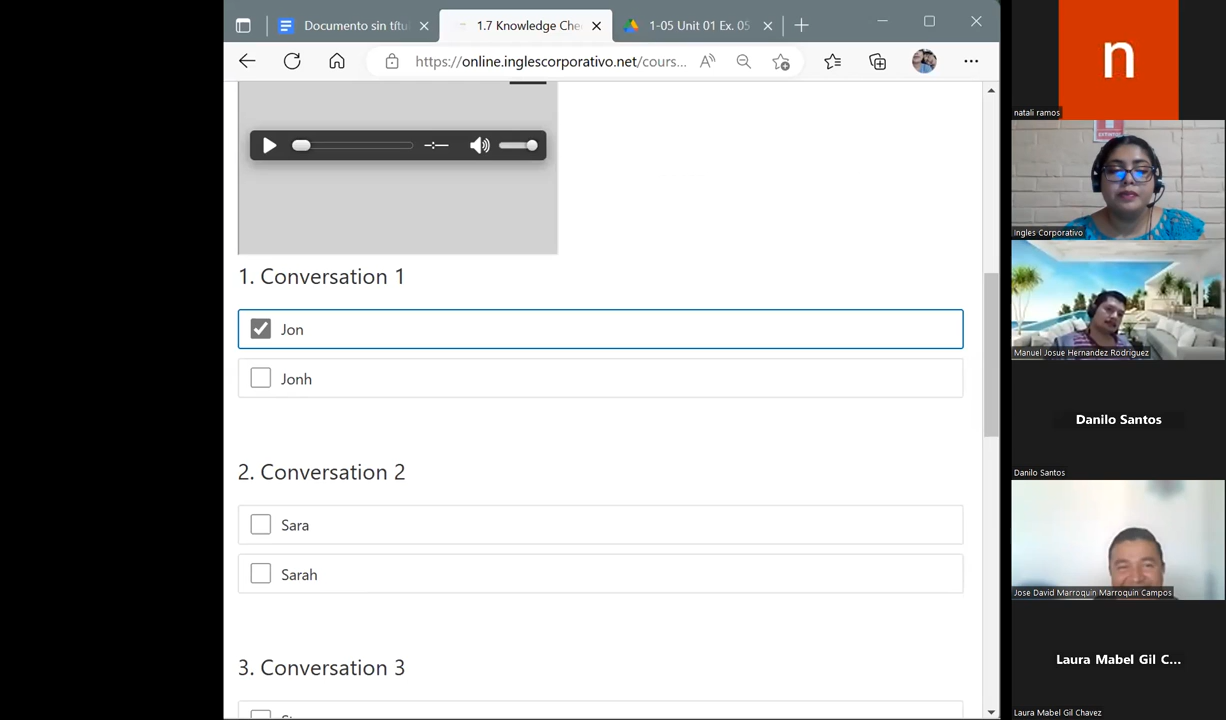 Documento sin títu
1.7 Knowledge Che
1-05 Unit 01 Ex. 05
https://online.inglescorporativo.net/cours...
1. Conversation 1
Jon
Jonh
2. Conversation 2
Sara
Sarah
3. Conversation 3
n
natali ramos
Ingles Corporativo
Manuel Josue Hernandez Rodriguez
Danilo Santos
Danilo Santos
Jose David Marroquin Marroquin Campos
Laura Mabel Gil C...
Laura Mabel Gil Chavez